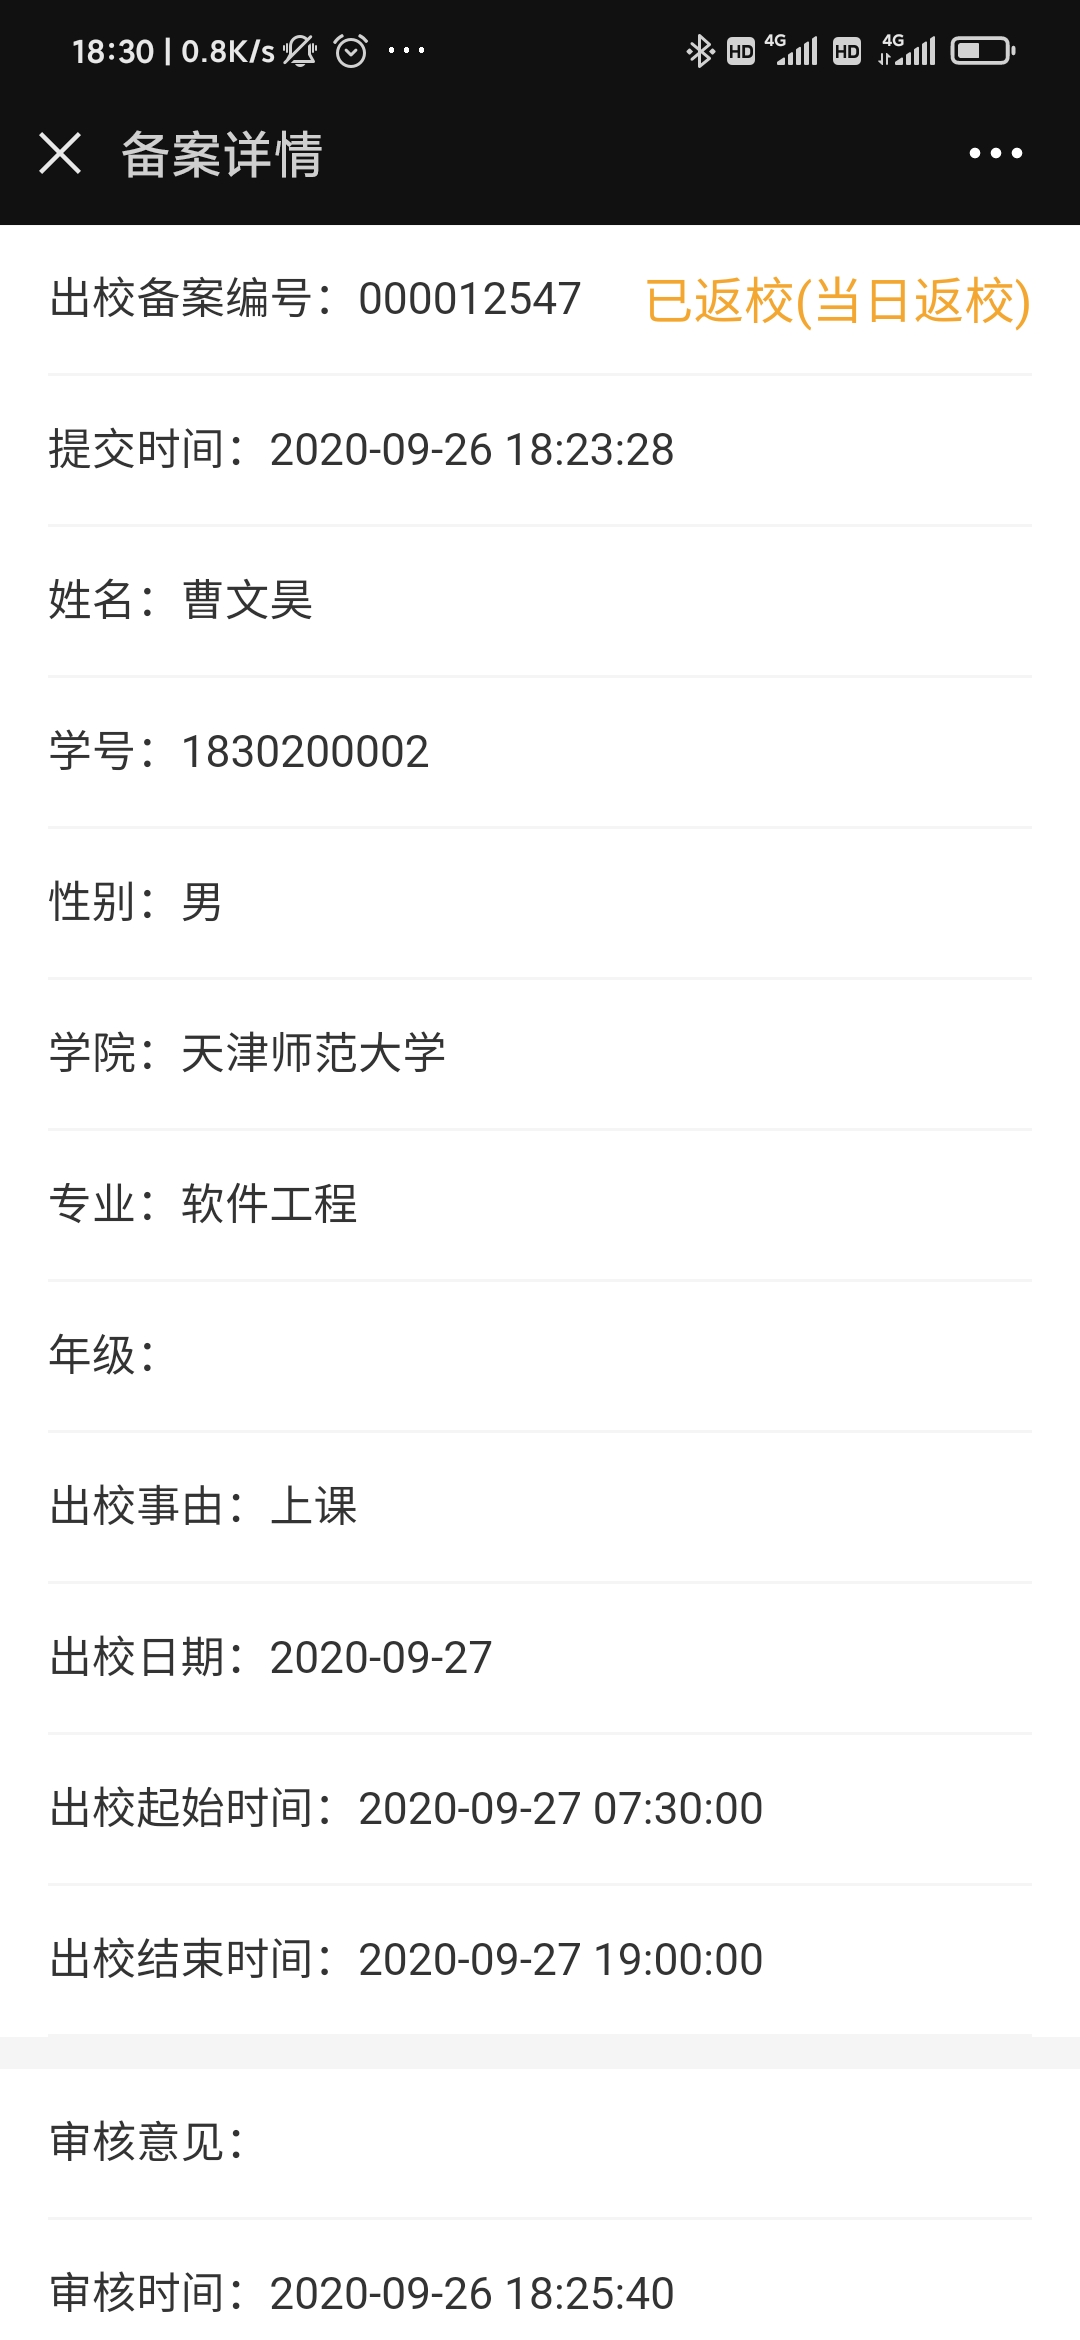 18:30 | 0.8K/s ··· HD 4G HD 4G
备案详情
出校备案编号：000012547 已返校(当日返校)
提交时间：2020-09-26 18:23:28
姓名：曹文昊
学号：1830200002
性别：男
学院：天津师范大学
专业：软件工程
年级：
出校事由：上课
出校日期：2020-09-27
出校起始时间：2020-09-27 07:30:00
出校结束时间：2020-09-27 19:00:00
审核意见：
审核时间：2020-09-26 18:25:40